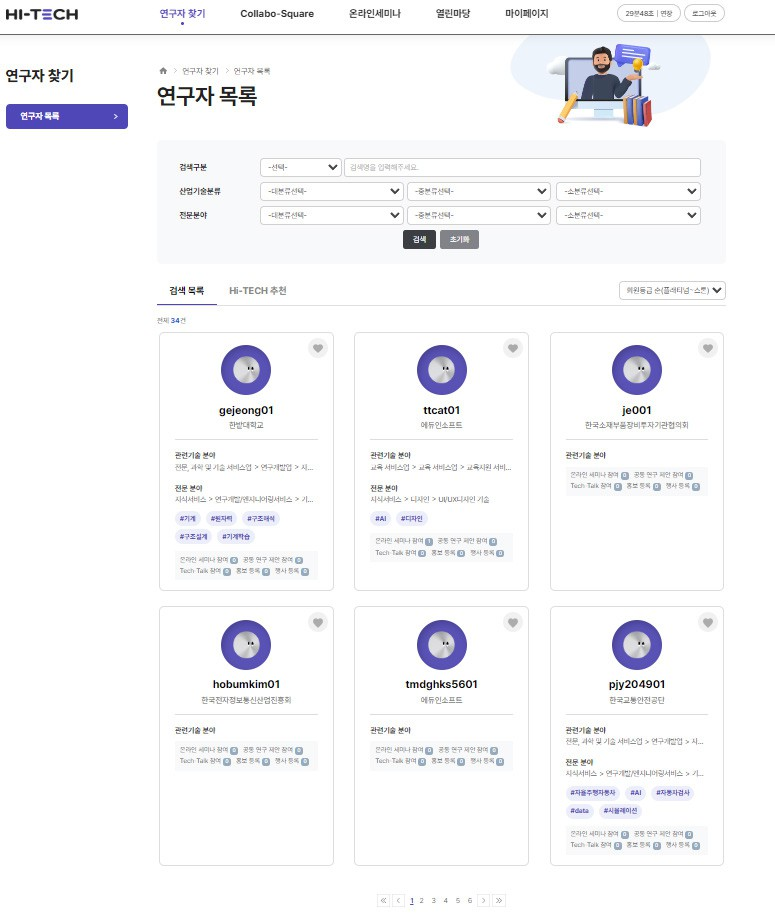 HI-TECH
연구자 찾기 Collabo-Square 온라인세미나 열린마당 마이페이지
29분48초 | 연장 로그아웃
연구자 찾기
연구자 목록
연구자 찾기 연구자 목록
연구자 목록
검색구분 -선택- 검색명을 입력해주세요.
산업기술분류 -대분류선택- -중분류선택- -소분류선택-
전문분야 -대분류선택- -중분류선택- -소분류선택-
검색 초기화
검색 목록 Hi-TECH 추천
회원등급 순(플래티넘~스톤)
전체 34건
gejeong01
한밭대학교
관련기술 분야
전문, 과학 및 기술 서비스업 > 연구개발업 > 자...
전문 분야
지식서비스 > 연구개발/엔지니어링서비스 > 기...
#기계 #원자력 #구조해석
#구조설계 #기계학습
온라인 세미나 참여 0 공동 연구 제안 참여 0
Tech-Talk 참여 0 홍보 등록 0 행사 등록 0
ttcat01
에듀인소프트
관련기술 분야
교육 서비스업 > 교육 서비스업 > 교육지원 서비...
전문 분야
지식서비스 > 디자인 > UI/UX디자인 기술
#AI #디자인
온라인 세미나 참여 1 공동 연구 제안 참여 0
Tech-Talk 참여 0 홍보 등록 0 행사 등록 0
je001
한국소재부품장비투자기관협의회
관련기술 분야
온라인 세미나 참여 0 공동 연구 제안 참여 0
Tech-Talk 참여 0 홍보 등록 0 행사 등록 0
hobumkim01
한국전자정보통신산업진흥회
관련기술 분야
온라인 세미나 참여 0 공동 연구 제안 참여 0
Tech-Talk 참여 0 홍보 등록 0 행사 등록 0
tmdghks5601
에듀인소프트
관련기술 분야
온라인 세미나 참여 0 공동 연구 제안 참여 0
Tech-Talk 참여 0 홍보 등록 0 행사 등록 0
pjy204901
한국교통안전공단
관련기술 분야
전문, 과학 및 기술 서비스업 > 연구개발업 > 자...
전문 분야
지식서비스 > 연구개발/엔지니어링서비스 > 기...
#자율주행자동차 #AI #자동차검사
#data #시뮬레이션
온라인 세미나 참여 0 공동 연구 제안 참여 0
Tech-Talk 참여 0 홍보 등록 0 행사 등록 0
1 2 3 4 5 6